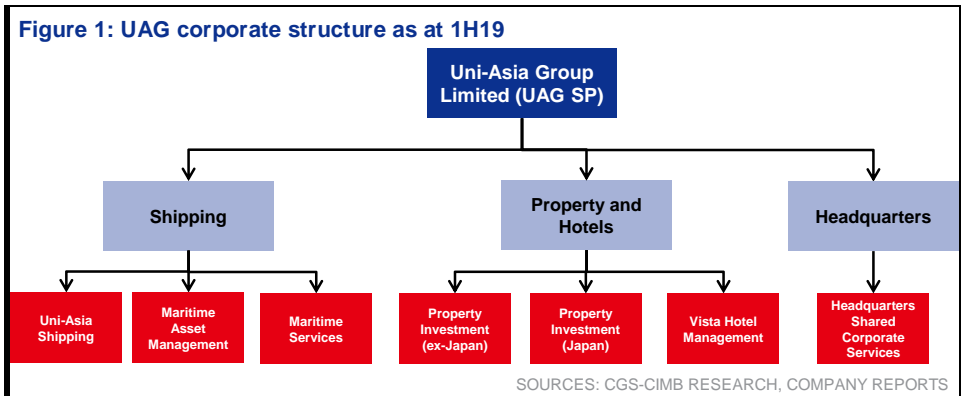 Figure 1: UAG corporate structure as at 1H19
Uni-Asia Group
Limited (UAG SP)
Shipping
Property and
Hotels
Headquarters
Uni-Asia
Shipping
Maritime
Asset
Management
Maritime
Services
Property
Investment
(ex-Japan)
Property
Investment
(Japan)
Vista Hotel
Management
Headquarters
Shared
Corporate
Services
SOURCES: CGS-CIMB RESEARCH, COMPANY REPORTS